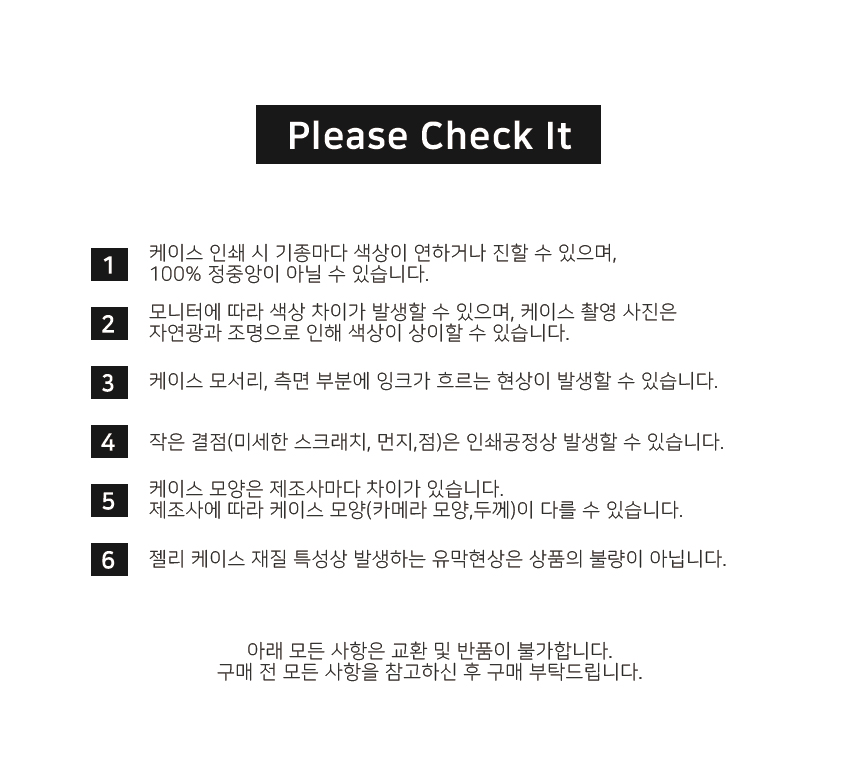 Please Check It
1 케이스 인쇄 시 기종마다 색상이 연하거나 진할 수 있으며,
100% 정중앙이 아닐 수 있습니다.
2 모니터에 따라 색상 차이가 발생할 수 있으며, 케이스 촬영 사진은
자연광과 조명으로 인해 색상이 상이할 수 있습니다.
3 케이스 모서리, 측면 부분에 잉크가 흐르는 현상이 발생할 수 있습니다.
4 작은 결점(미세한 스크래치, 먼지,점)은 인쇄공정상 발생할 수 있습니다.
5 케이스 모양은 제조사마다 차이가 있습니다.
제조사에 따라 케이스 모양(카메라 모양,두께)이 다를 수 있습니다.
6 젤리 케이스 재질 특성상 발생하는 유막현상은 상품의 불량이 아닙니다.
아래 모든 사항은 교환 및 반품이 불가합니다.
구매 전 모든 사항을 참고하신 후 구매 부탁드립니다.